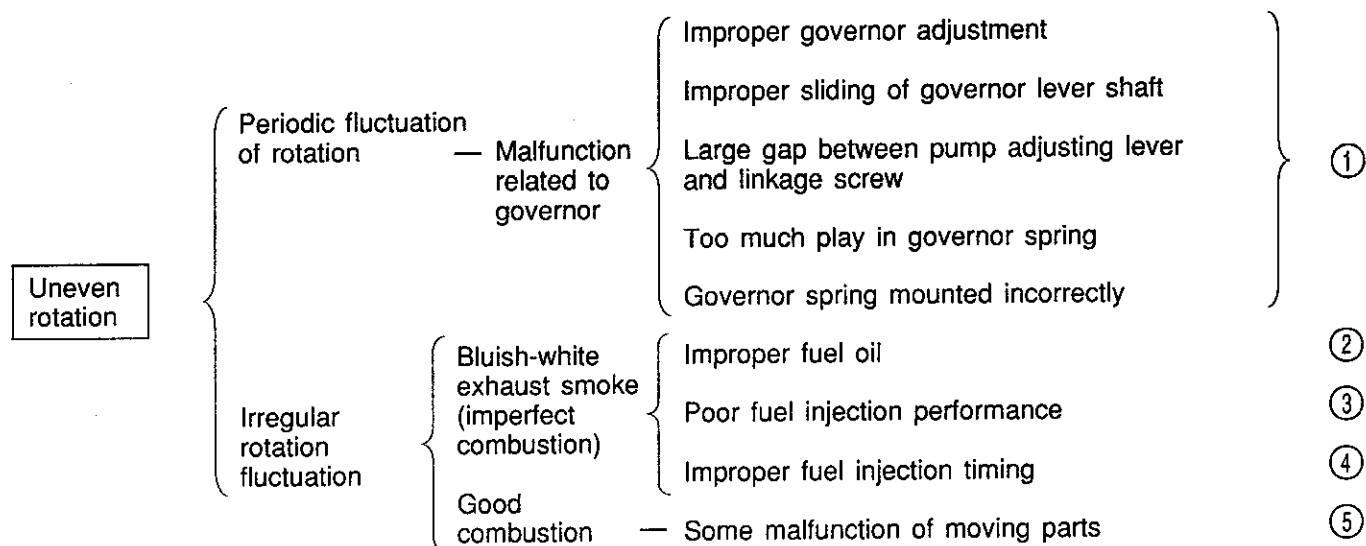 Uneven
rotation
Periodic fluctuation
of rotation
— Malfunction
related to
governor
Improper governor adjustment
Improper sliding of governor lever shaft
Large gap between pump adjusting lever
and linkage screw
Too much play in governor spring
Governor spring mounted incorrectly
①
Irregular
rotation
fluctuation
Bluish-white
exhaust smoke
(imperfect
combustion)
Improper fuel oil
②
Poor fuel injection performance
③
Improper fuel injection timing
④
Good
combustion
— Some malfunction of moving parts
⑤